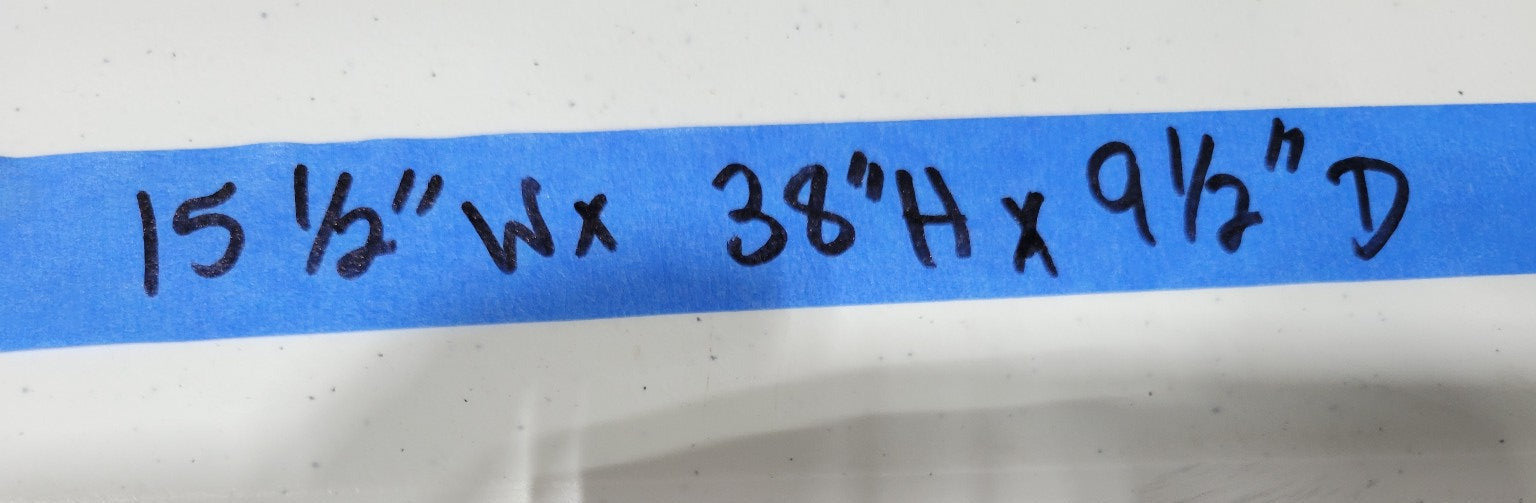 15 1/2" W x 38" H x 9 1/2" D